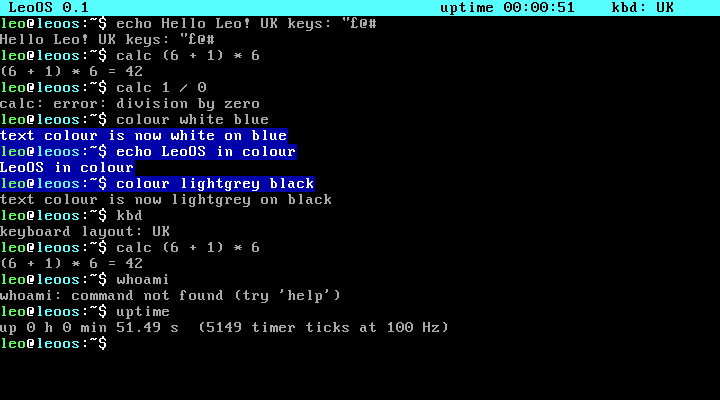 LeoOS 0.1 uptime 00:00:51 kbd: UK
leo@leoos:~$ echo Hello Leo! UK keys: "£@#
Hello Leo! UK keys: "£@#
leo@leoos:~$ calc (6 + 1) * 6
(6 + 1) * 6 = 42
leo@leoos:~$ calc 1 / 0
calc: error: division by zero
leo@leoos:~$ colour white blue
text colour is now white on blue
leo@leoos:~$ echo LeoOS in colour
LeoOS in colour
leo@leoos:~$ colour lightgrey black
text colour is now lightgrey on black
leo@leoos:~$ kbd
keyboard layout: UK
leo@leoos:~$ calc (6 + 1) * 6
(6 + 1) * 6 = 42
leo@leoos:~$ whoami
whoami: command not found (try 'help')
leo@leoos:~$ uptime
up 0 h 0 min 51.49 s (5149 timer ticks at 100 Hz)
leo@leoos:~$